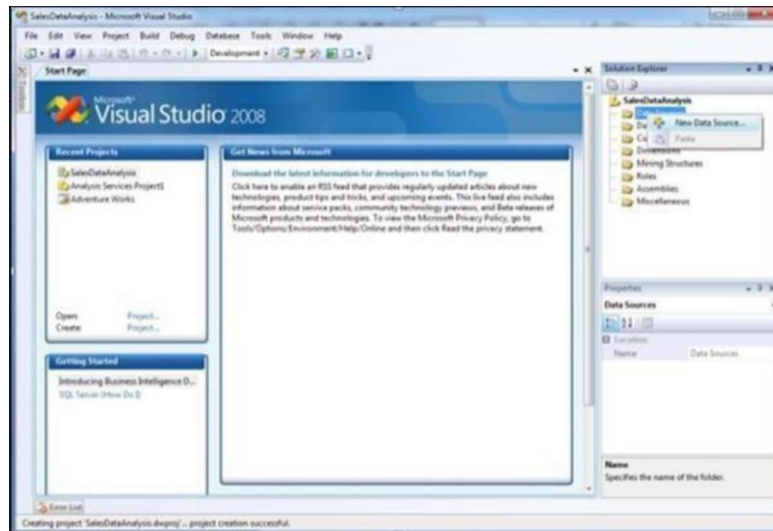 SalesDataAnalysis - Microsoft Visual Studio
File Edit View Project Build Debug Database Tools Window Help
Development
Toolbox
Start Page
Microsoft
Visual Studio 2008
Recent Projects
SalesDataAnalysis
Analysis Services Project1
Adventure Works
Open: Project...
Create: Project...
Getting Started
Introducing Business Intelligence D...
SQL Server (How Do I)
Get News from Microsoft
Download the latest information for developers to the Start Page
Click here to enable an RSS feed that provides regularly updated articles about new
technologies, product tips and tricks, and upcoming events. This live feed also includes
information about service packs, community technology previews, and Beta releases of
Microsoft products and technologies. To view the Microsoft Privacy Policy, go to
Tools/Options/Environment/Help/Online and then click Read the privacy statement.
Solution Explorer
SalesDataAnalysis
New Data Source...
Paste
Dimensions
Mining Structures
Roles
Assemblies
Miscellaneous
Properties
Data Sources
Location
Name Data Sources
Name
Specifies the name of the folder.
Error List
Creating project 'SalesDataAnalysis.dwproj'... project creation successful.